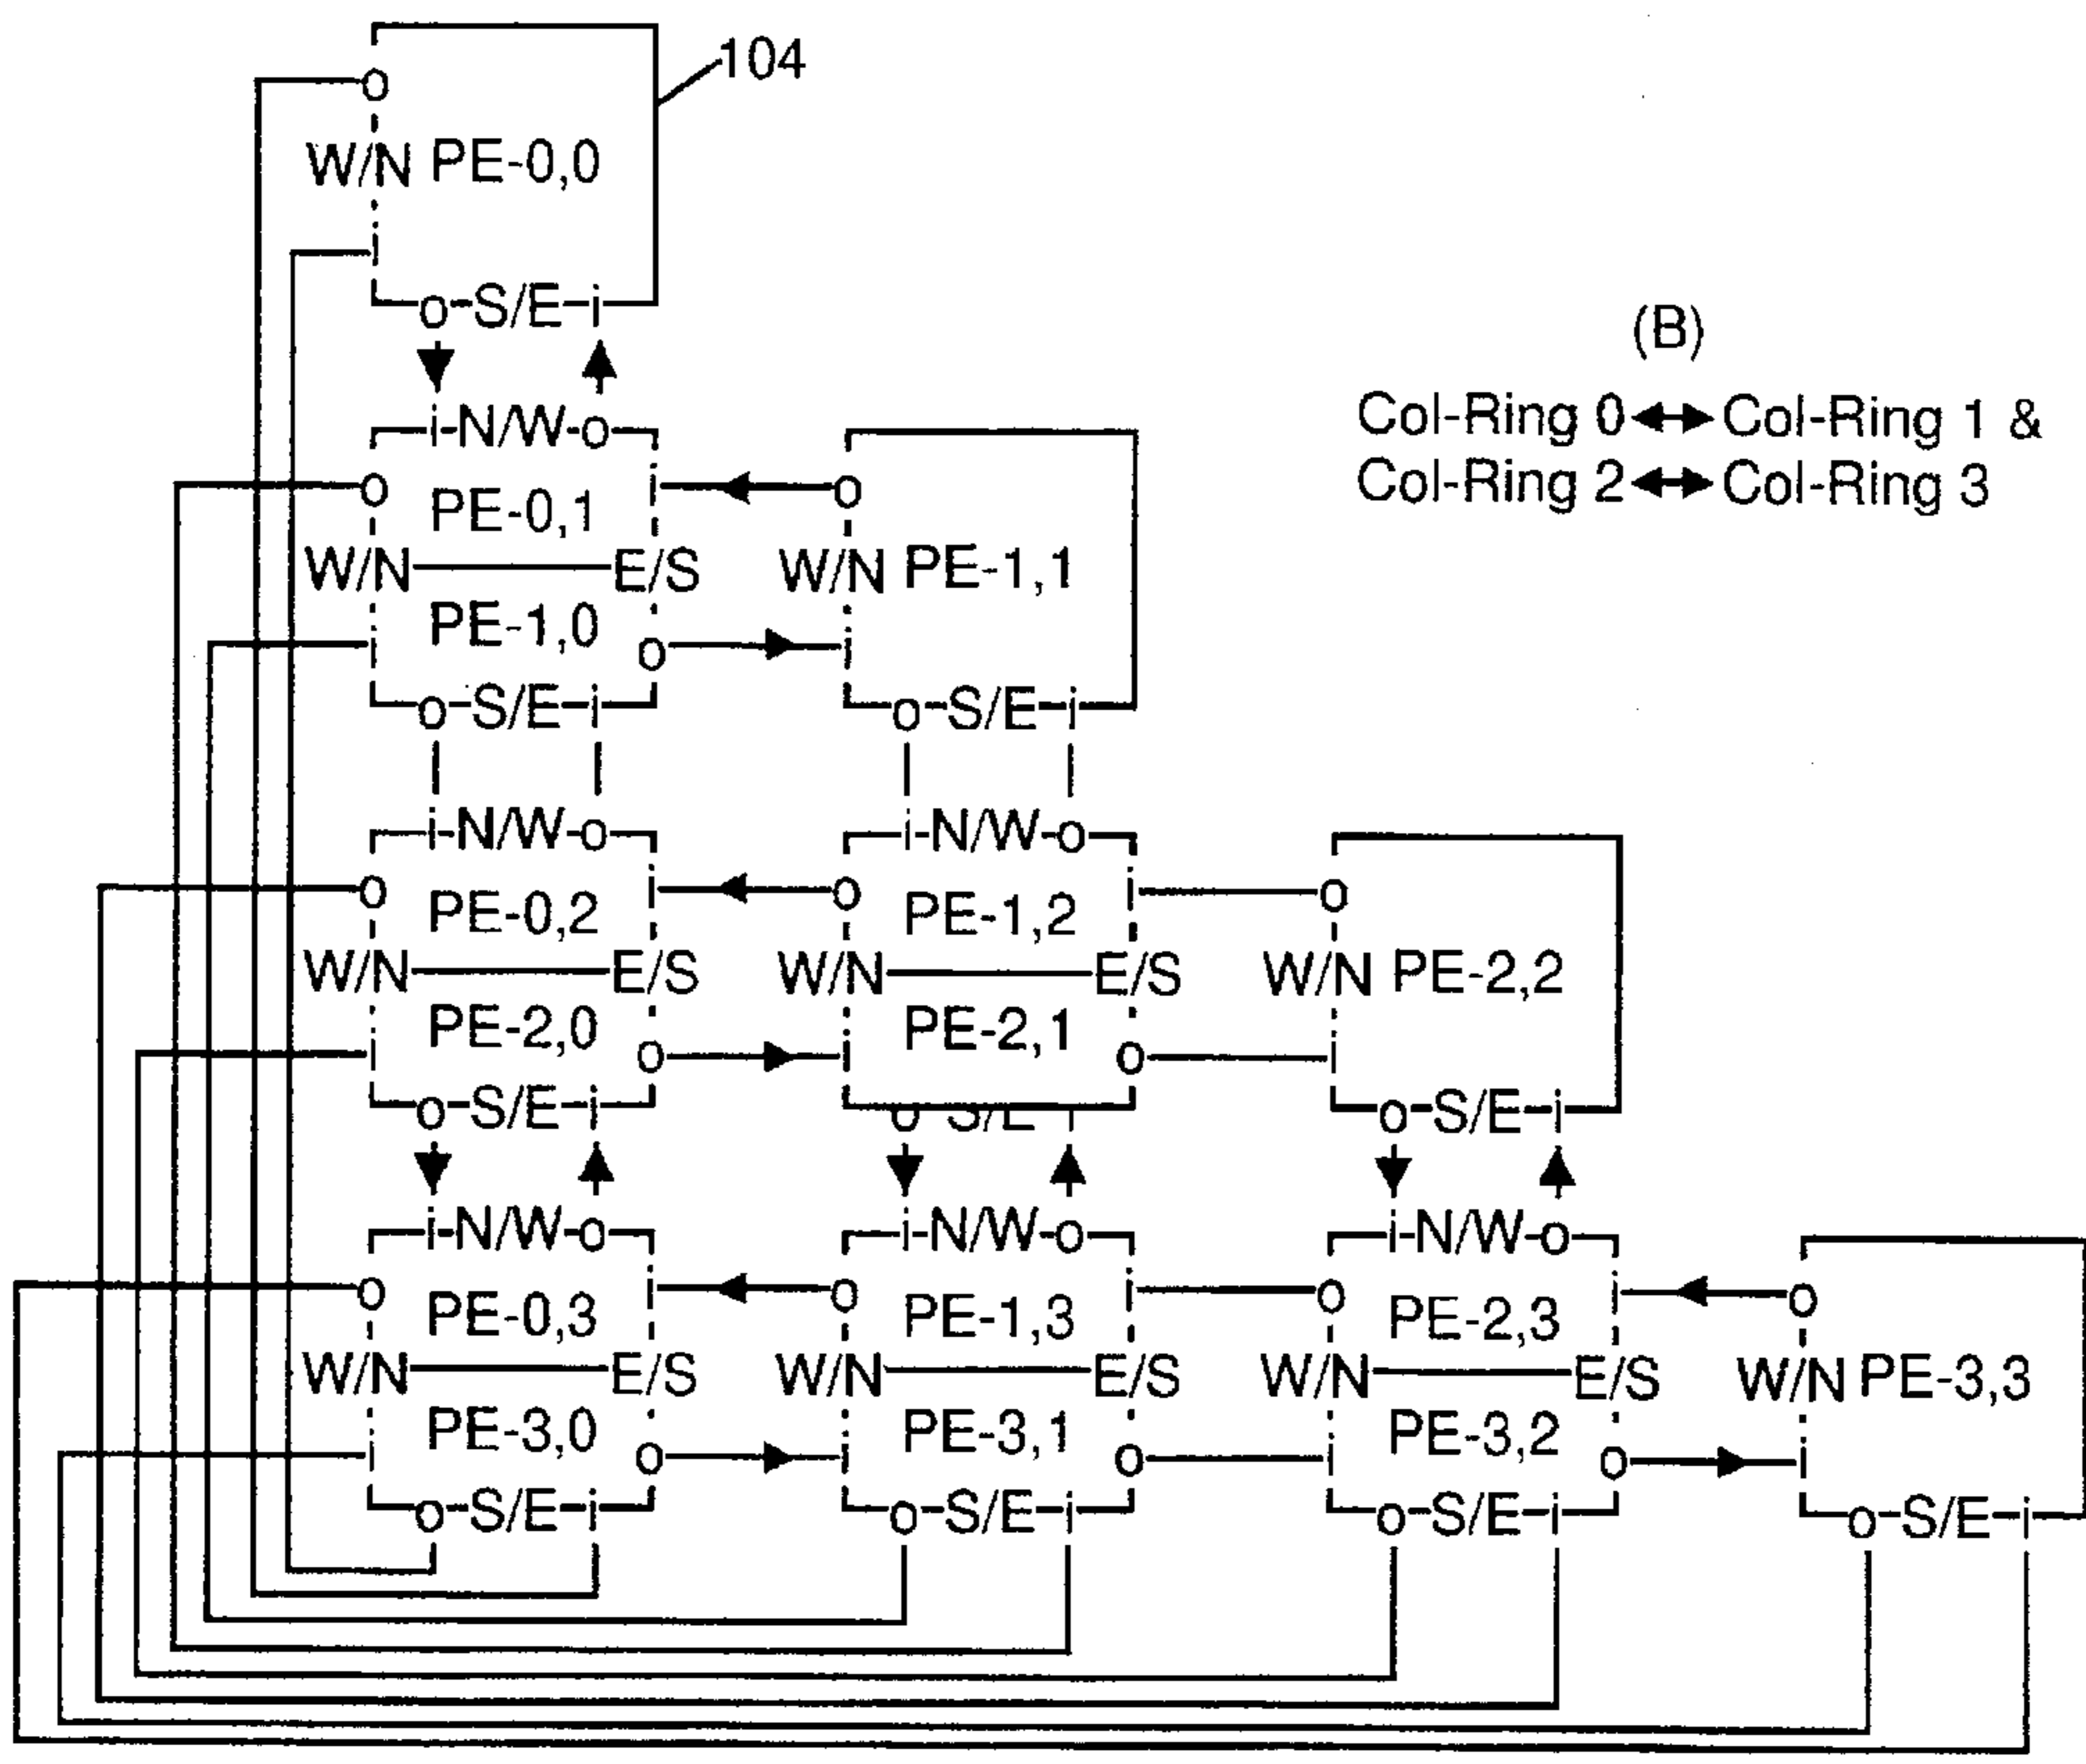 104
o
W/N PE-0,0
i
o-S/E-i
(B)
Col-Ring 0↔Col-Ring 1 &
Col-Ring 2↔Col-Ring 3
i-N/W-o
o PE-0,1 i
W/N E/S
i PE-1,0 o
o-S/E-i
o
W/N PE-1,1
i
o-S/E-i
i-N/W-o
o PE-0,2 i
W/N E/S
i PE-2,0 o
o-S/E-i
i-N/W-o
o PE-1,2 i
W/N E/S
i PE-2,1 o
o S/E i
o
W/N PE-2,2
i
o-S/E-i
i-N/W-o
o PE-0,3 i
W/N E/S
i PE-3,0 o
o-S/E-i
i-N/W-o
o PE-1,3 i
W/N E/S
i PE-3,1 o
o-S/E-i
i-N/W-o
o PE-2,3 i
W/N E/S
i PE-3,2 o
o-S/E-i
o
W/N PE-3,3
i
o-S/E-i